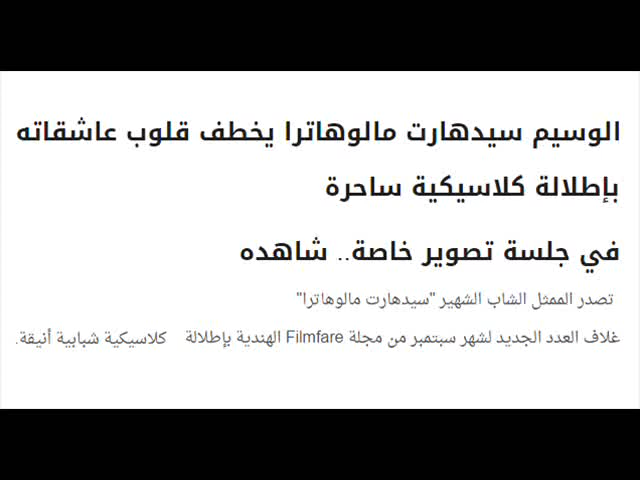 الوسيم سيدهارت مالوهاترا يخطف قلوب عاشقاته
بإطلالة كلاسيكية ساحرة
في جلسة تصوير خاصة.. شاهده
تصدر الممثل الشاب الشهير "سيدهارت مالوهاترا"
غلاف العدد الجديد لشهر سبتمبر من مجلة Filmfare الهندية بإطلالة كلاسيكية شبابية أنيقة.